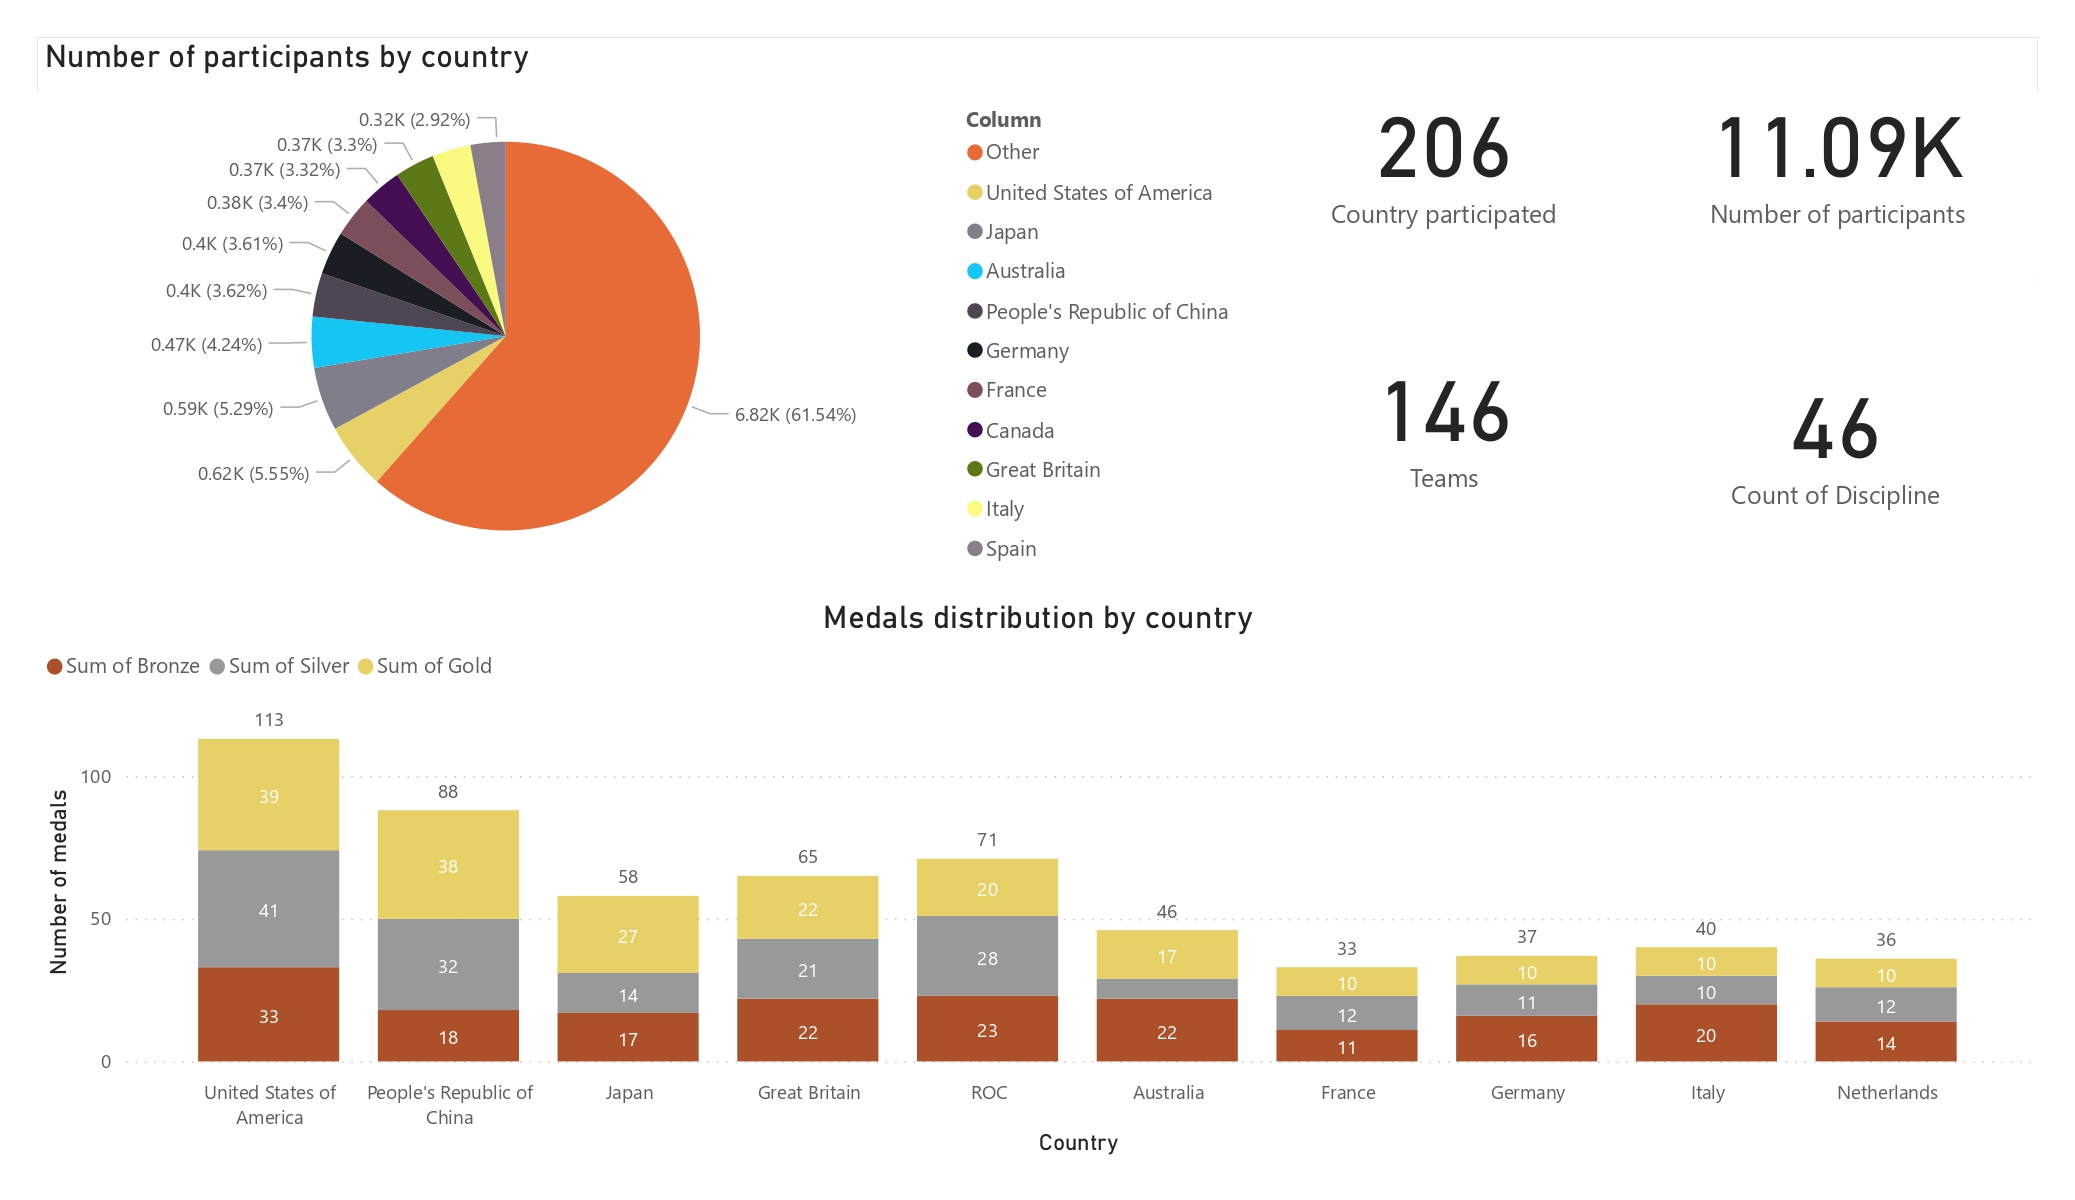 Number of participants by country
0.32K (2.92%)
0.37K (3.3%)
0.37K (3.32%)
0.38K (3.4%)
0.4K (3.61%)
0.4K (3.62%)
0.47K (4.24%)
0.59K (5.29%)
0.62K (5.55%)
6.82K (61.54%)
Column
Other
United States of America
Japan
Australia
People's Republic of China
Germany
France
Canada
Great Britain
Italy
Spain
206
Country participated
11.09K
Number of participants
146
Teams
46
Count of Discipline
Medals distribution by country
Sum of Bronze Sum of Silver Sum of Gold
Number of medals
100
50
0
113
39
41
33
United States of
America
88
38
32
18
People's Republic of
China
58
27
14
17
Japan
65
22
21
22
Great Britain
71
20
28
23
ROC
46
17
22
Australia
33
10
12
11
France
37
10
11
16
Germany
40
10
10
20
Italy
36
10
12
14
Netherlands
Country